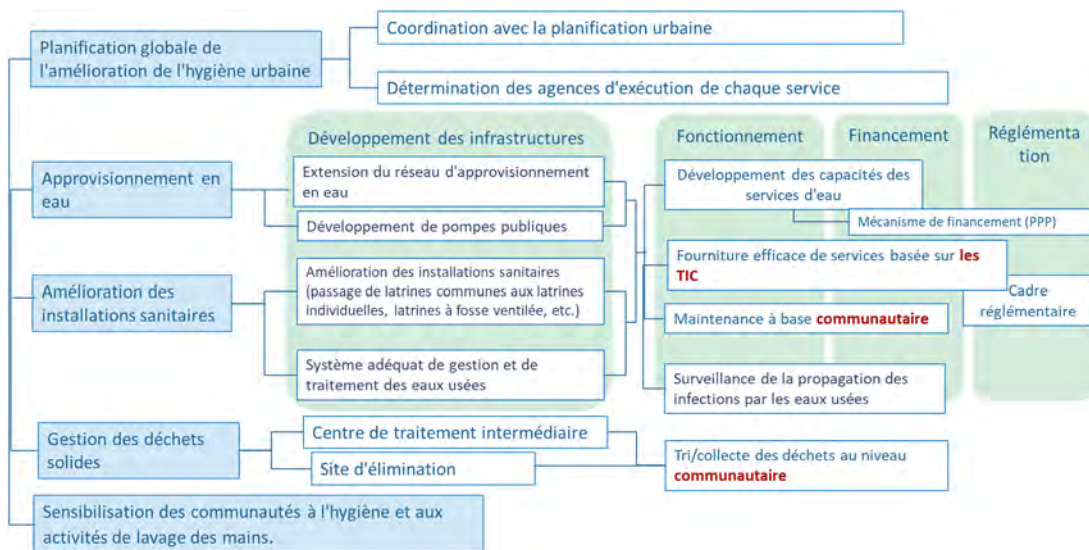 Planification globale de
l'amélioration de l'hygiène urbaine
Coordination avec la planification urbaine
Détermination des agences d'exécution de chaque service
Développement des infrastructures
Fonctionnement
Financement
Réglémenta
tion
Approvisionnement en
eau
Extension du réseau d'approvisionnement
en eau
Développement de pompes publiques
Développement des capacités des
services d'eau
Mécanisme de financement (PPP)
Amélioration des
installations sanitaires
Amélioration des installations sanitaires
(passage de latrines communes aux latrines
individuelles, latrines à fosse ventilée, etc.)
Système adéquat de gestion et de
traitement des eaux usées
Fourniture efficace de services basée sur les
TIC
Cadre
réglémentaire
Maintenance à base communautaire
Surveillance de la propagation des
infections par les eaux usées
Gestion des déchets
solides
Centre de traitement intermédiaire
Site d'élimination
Tri/collecte des déchets au niveau
communautaire
Sensibilisation des communautés à l'hygiène et aux
activités de lavage des mains.